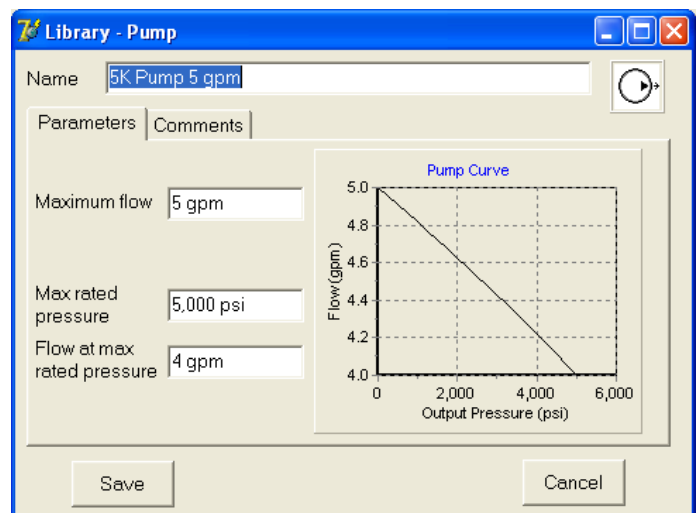 Library - Pump
Name 5K Pump 5 gpm
Parameters Comments
Maximum flow 5 gpm
Max rated
pressure 5,000 psi
Flow at max
rated pressure 4 gpm
Pump Curve
Flow (gpm)
5.0
4.8
4.6
4.4
4.2
4.0
0 2,000 4,000 6,000
Output Pressure (psi)
Save Cancel